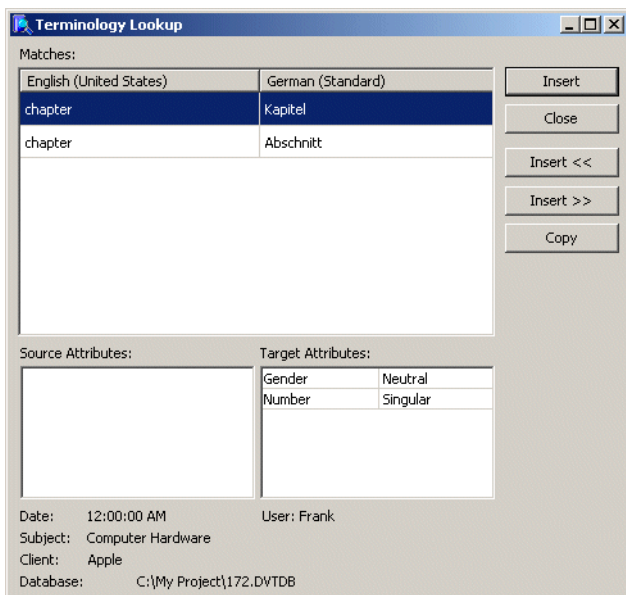 Terminology Lookup
Matches:
English (United States) German (Standard)
chapter Kapitel
chapter Abschnitt
Insert
Close
Insert <<
Insert >>
Copy
Source Attributes: Target Attributes:
Gender Neutral
Number Singular
Date: 12:00:00 AM User: Frank
Subject: Computer Hardware
Client: Apple
Database: C:\My Project\172.DVTDB